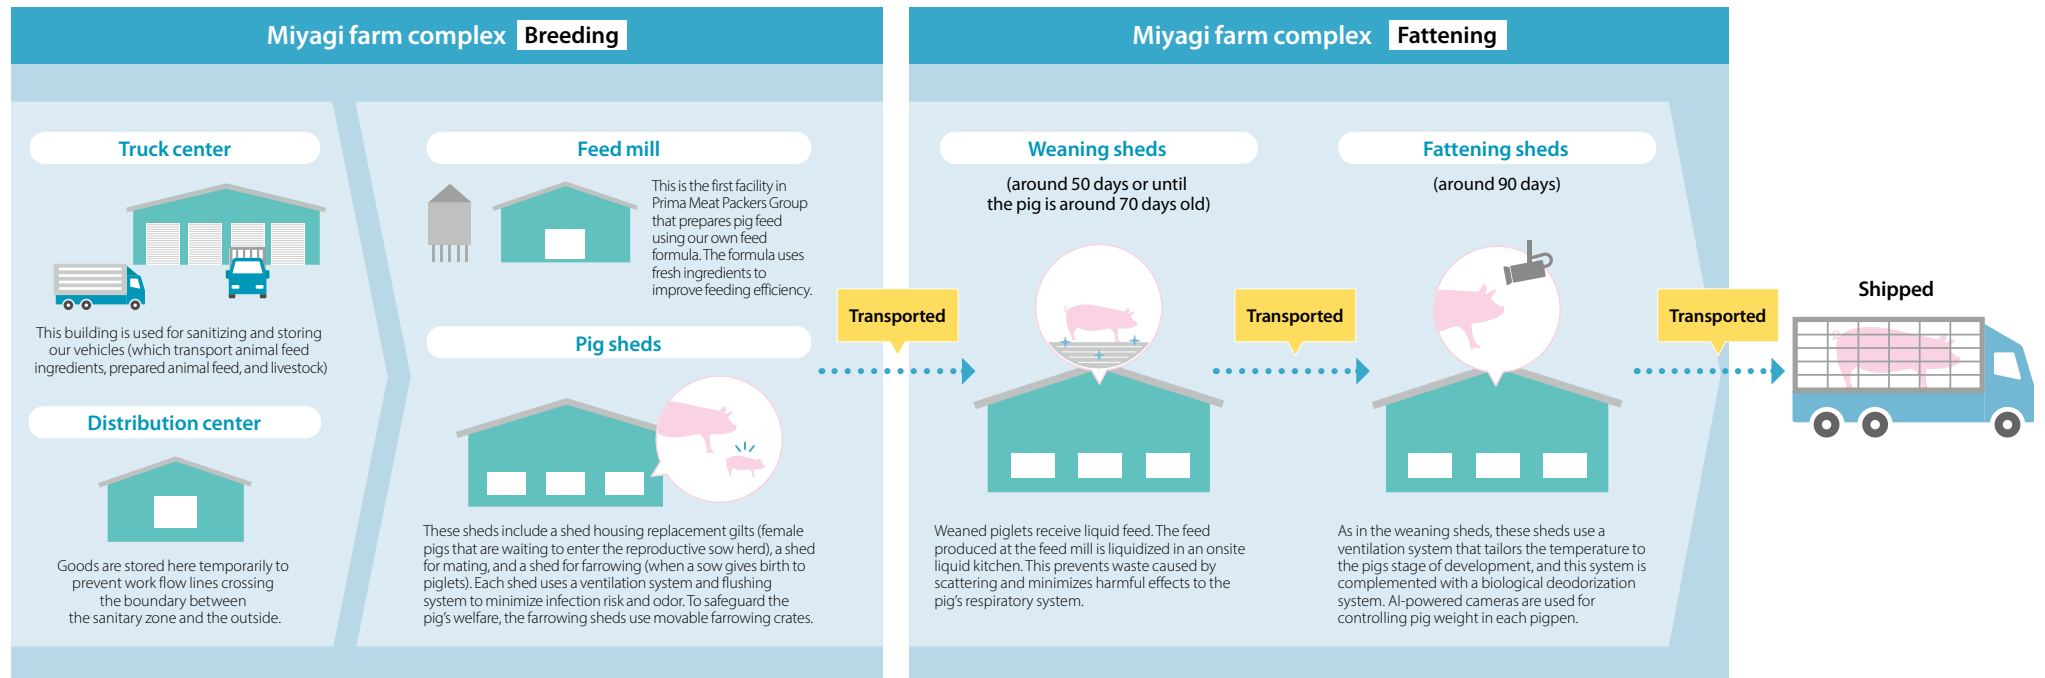 Miyagi farm complex Breeding
Truck center
This building is used for sanitizing and storing
our vehicles (which transport animal feed
ingredients, prepared animal feed, and livestock)
Distribution center
Goods are stored here temporarily to
prevent work flow lines crossing
the boundary between
the sanitary zone and the outside.
Feed mill
This is the first facility in
Prima Meat Packers Group
that prepares pig feed
using our own feed
formula. The formula uses
fresh ingredients to
improve feeding efficiency.
Pig sheds
These sheds include a shed housing replacement gilts (female
pigs that are waiting to enter the reproductive sow herd), a shed
for mating, and a shed for farrowing (when a sow gives birth to
piglets). Each shed uses a ventilation system and flushing
system to minimize infection risk and odor. To safeguard the
pig's welfare, the farrowing sheds use movable farrowing crates.
Transported
Miyagi farm complex Fattening
Weaning sheds
(around 50 days or until
the pig is around 70 days old)
Weaned piglets receive liquid feed. The feed
produced at the feed mill is liquidized in an onsite
liquid kitchen. This prevents waste caused by
scattering and minimizes harmful effects to the
pig's respiratory system.
Transported
Fattening sheds
(around 90 days)
As in the weaning sheds, these sheds use a
ventilation system that tailors the temperature to
the pigs stage of development, and this system is
complemented with a biological deodorization
system. AI-powered cameras are used for
controlling pig weight in each pigpen.
Transported
Shipped